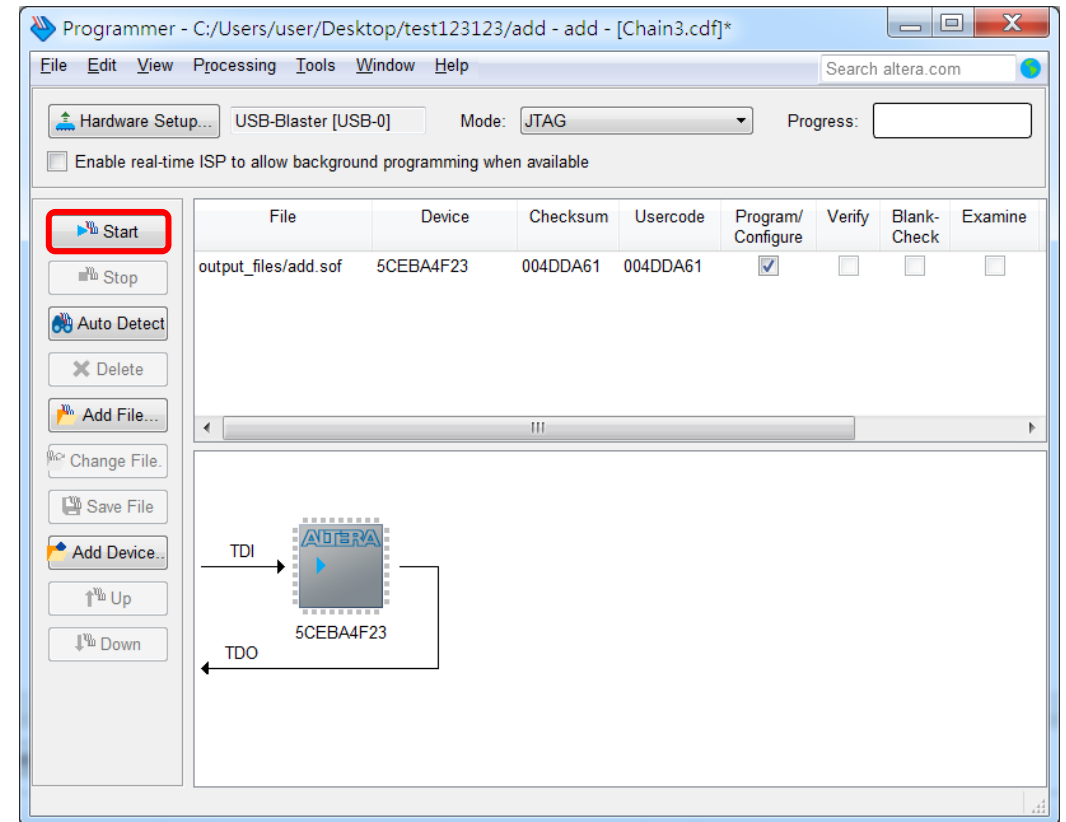 Programmer - C:/Users/user/Desktop/test123123/add - add - [Chain3.cdf]*
File Edit View Processing Tools Window Help Search altera.com
Hardware Setup... USB-Blaster [USB-0] Mode: JTAG Progress:
Enable real-time ISP to allow background programming when available
Start
Stop
Auto Detect
Delete
Add File...
Change File.
Save File
Add Device..
Up
Down
File Device Checksum Usercode Program/ Configure Verify Blank- Check Examine
output_files/add.sof 5CEBA4F23 004DDA61 004DDA61
TDI
ALTERA
5CEBA4F23
TDO